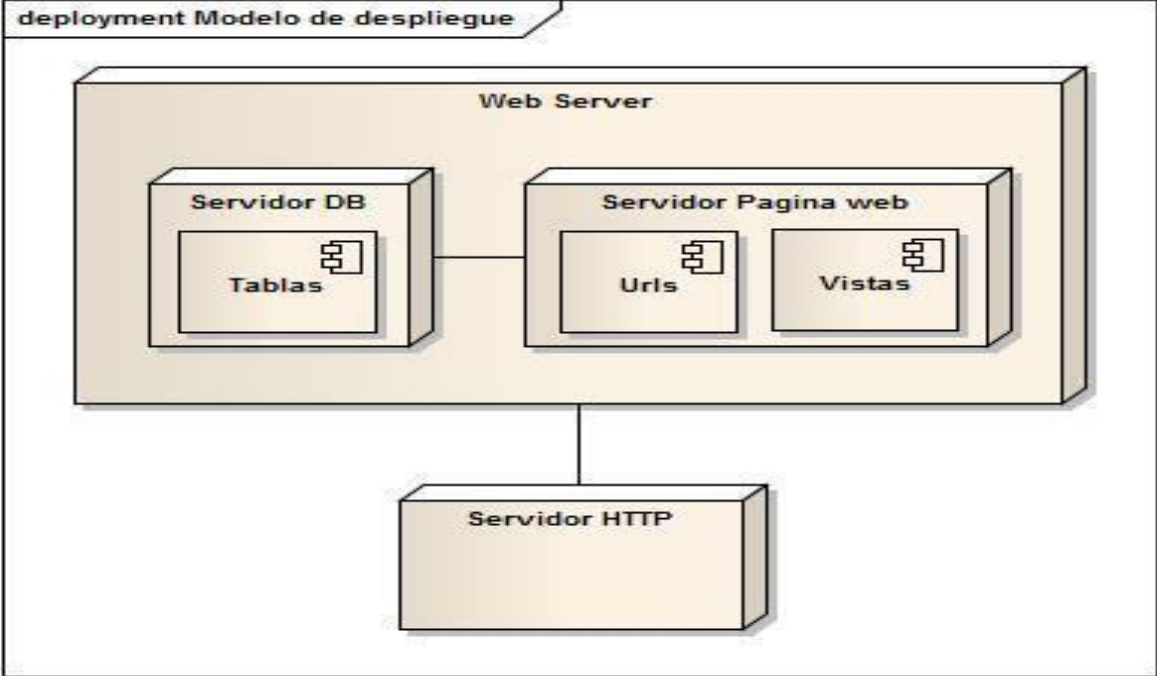 deployment Modelo de despliegue
Web Server
Servidor DB
Tablas
Servidor Pagina web
Urls
Vistas
Servidor HTTP